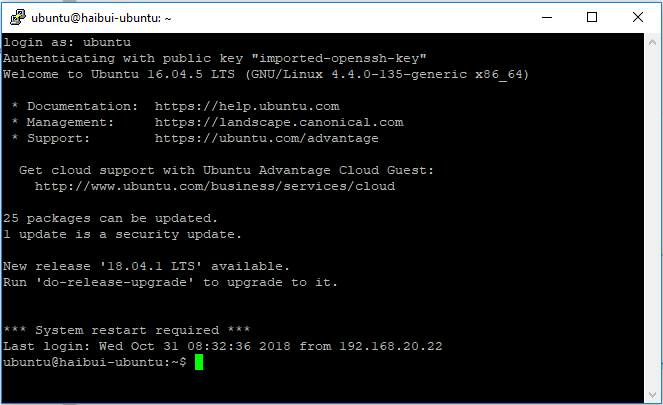 ubuntu@haibui-ubuntu: ~
login as: ubuntu
Authenticating with public key "imported-openssh-key"
Welcome to Ubuntu 16.04.5 LTS (GNU/Linux 4.4.0-135-generic x86_64)
* Documentation:  https://help.ubuntu.com
* Management:     https://landscape.canonical.com
* Support:        https://ubuntu.com/advantage
Get cloud support with Ubuntu Advantage Cloud Guest:
http://www.ubuntu.com/business/services/cloud
25 packages can be updated.
1 update is a security update.
New release '18.04.1 LTS' available.
Run 'do-release-upgrade' to upgrade to it.
*** System restart required ***
Last login: Wed Oct 31 08:32:36 2018 from 192.168.20.22
ubuntu@haibui-ubuntu:~$